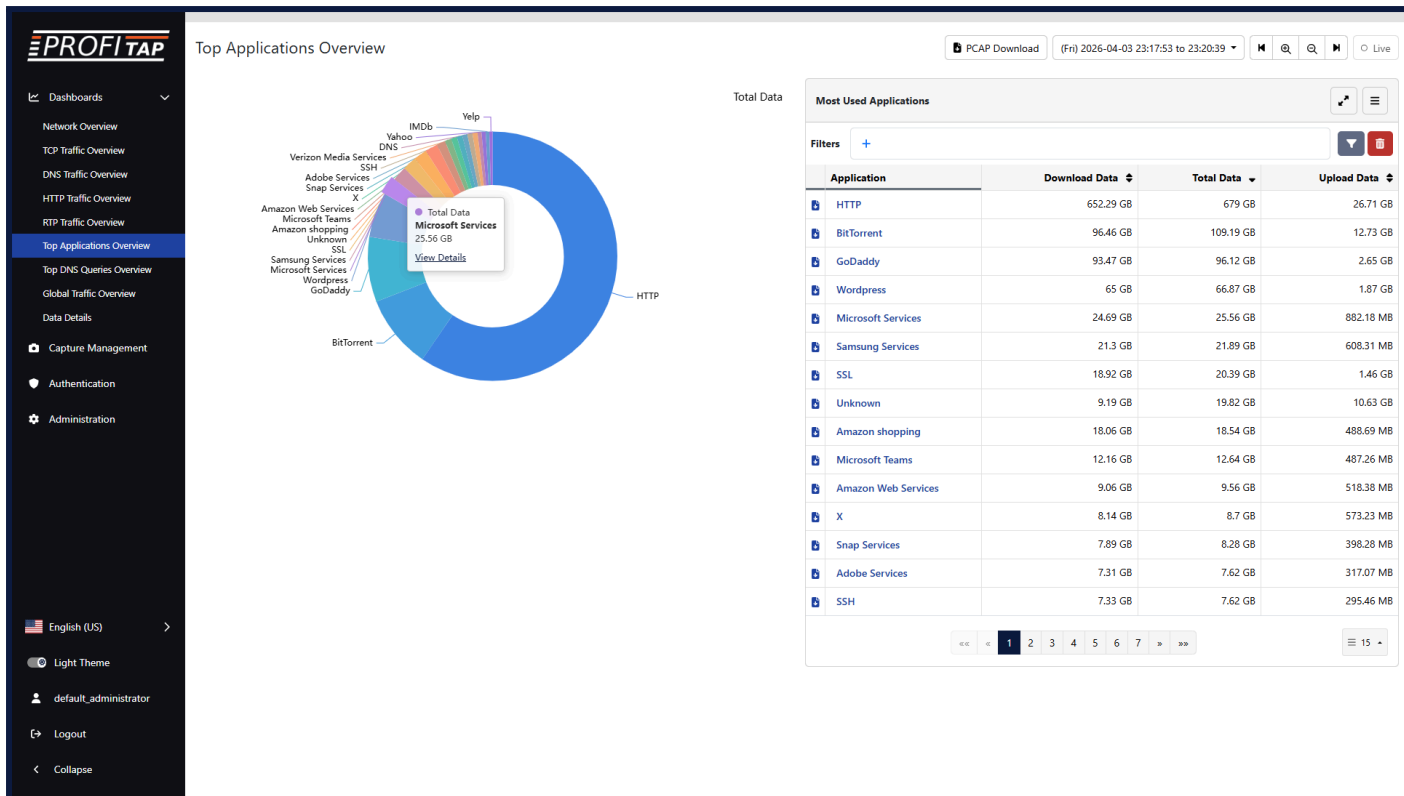 PROFITAP
Dashboards
Network Overview
TCP Traffic Overview
DNS Traffic Overview
HTTP Traffic Overview
RTP Traffic Overview
Top Applications Overview
Top DNS Queries Overview
Global Traffic Overview
Data Details
Capture Management
Authentication
Administration
English (US)
Light Theme
default_administrator
Logout
Collapse
Top Applications Overview
PCAP Download
(Fri) 2026-04-03 23:17:53 to 23:20:39
Live
Total Data
Yelp
IMDb
Yahoo
DNS
Verizon Media Services
SSH
Adobe Services
Snap Services
X
Amazon Web Services
Microsoft Teams
Amazon shopping
Unknown
SSL
Samsung Services
Microsoft Services
Wordpress
GoDaddy
BitTorrent
HTTP
Total Data
Microsoft Services
25.56 GB
View Details
Most Used Applications
Filters +
Application Download Data Total Data Upload Data
HTTP 652.29 GB 679 GB 26.71 GB
BitTorrent 96.46 GB 109.19 GB 12.73 GB
GoDaddy 93.47 GB 96.12 GB 2.65 GB
Wordpress 65 GB 66.87 GB 1.87 GB
Microsoft Services 24.69 GB 25.56 GB 882.18 MB
Samsung Services 21.3 GB 21.89 GB 608.31 MB
SSL 18.92 GB 20.39 GB 1.46 GB
Unknown 9.19 GB 19.82 GB 10.63 GB
Amazon shopping 18.06 GB 18.54 GB 488.69 MB
Microsoft Teams 12.16 GB 12.64 GB 487.26 MB
Amazon Web Services 9.06 GB 9.56 GB 518.38 MB
X 8.14 GB 8.7 GB 573.23 MB
Snap Services 7.89 GB 8.28 GB 398.28 MB
Adobe Services 7.31 GB 7.62 GB 317.07 MB
SSH 7.33 GB 7.62 GB 295.46 MB
«« « 1 2 3 4 5 6 7 » »»
15